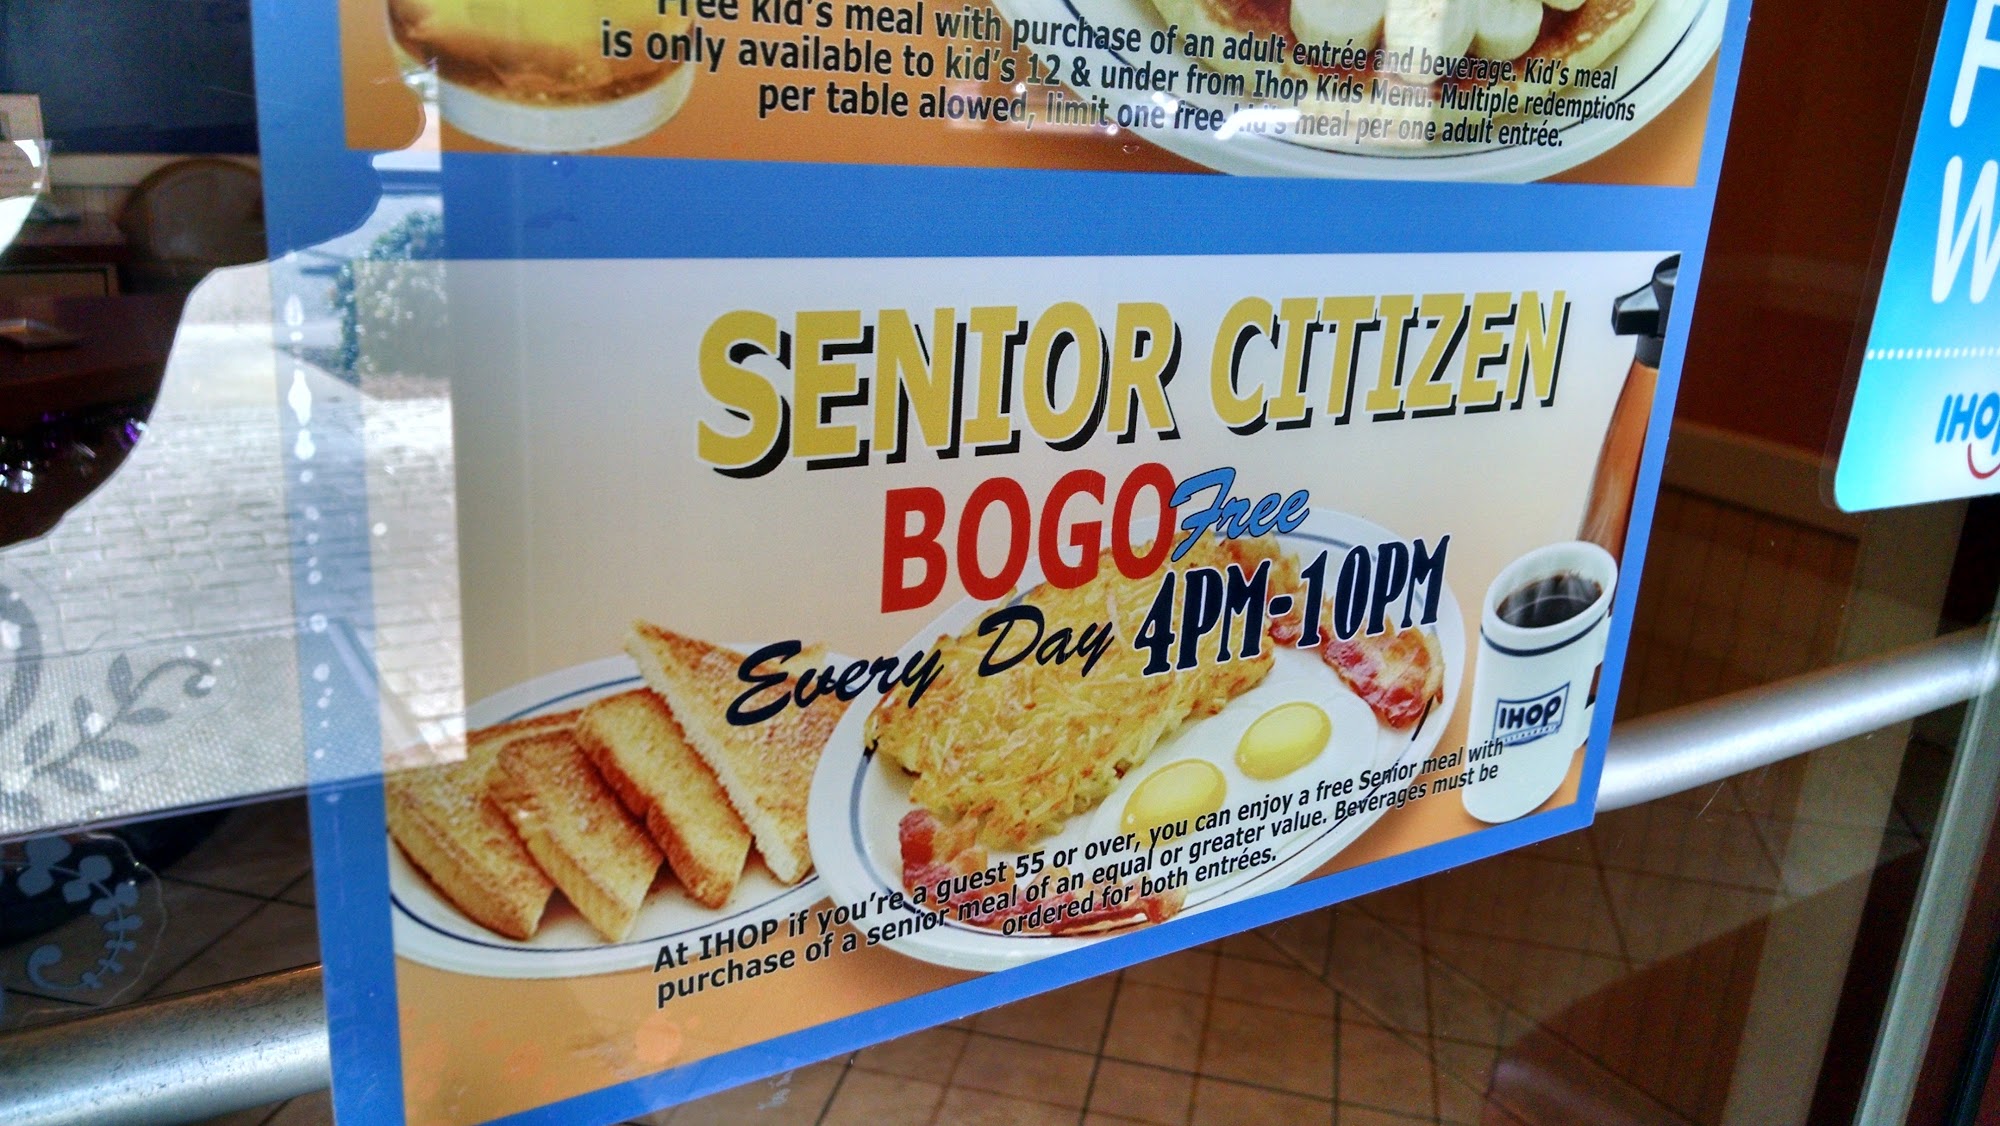 Free kid's meal with purchase of an adult entrée and beverage. Kid's meal
is only available to kid's 12 & under from Ihop Kids Menu. Multiple redemptions
per table alowed, limit one free kid's meal per one adult entrée.
SENIOR CITIZEN
BOGO Free
Every Day 4PM-10PM
IHOP
RESTAURANT
At IHOP if you're a guest 55 or over, you can enjoy a free Senior meal with
purchase of a senior meal of an equal or greater value. Beverages must be
ordered for both entrées.
IHOP